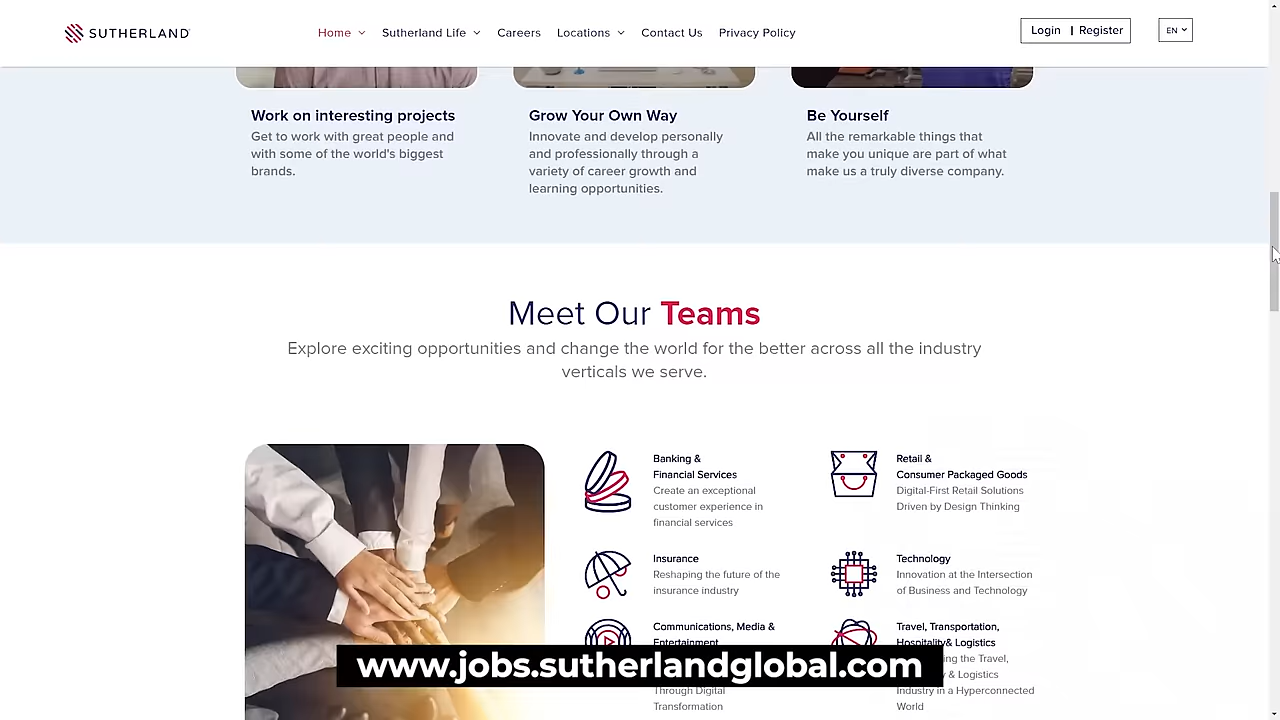 SUTHERLAND
Home
Sutherland Life
Careers
Locations
Contact Us
Privacy Policy
Login | Register
EN
Work on interesting projects
Get to work with great people and
with some of the world's biggest
brands.
Grow Your Own Way
Innovate and develop personally
and professionally through a
variety of career growth and
learning opportunities.
Be Yourself
All the remarkable things that
make you unique are part of what
make us a truly diverse company.
Meet Our Teams
Explore exciting opportunities and change the world for the better across all the industry
verticals we serve.
Banking &
Financial Services
Create an exceptional
customer experience in
financial services
Retail &
Consumer Packaged Goods
Digital-First Retail Solutions
Driven by Design Thinking
Insurance
Reshaping the future of the
insurance industry
Technology
Innovation at the Intersection
of Business and Technology
Communications, Media &
Entertainment
Through Digital
Transformation
Travel, Transportation,
Hospitality& Logistics
the Travel,
& Logistics
Industry in a Hyperconnected
World
www.jobs.sutherlandglobal.com